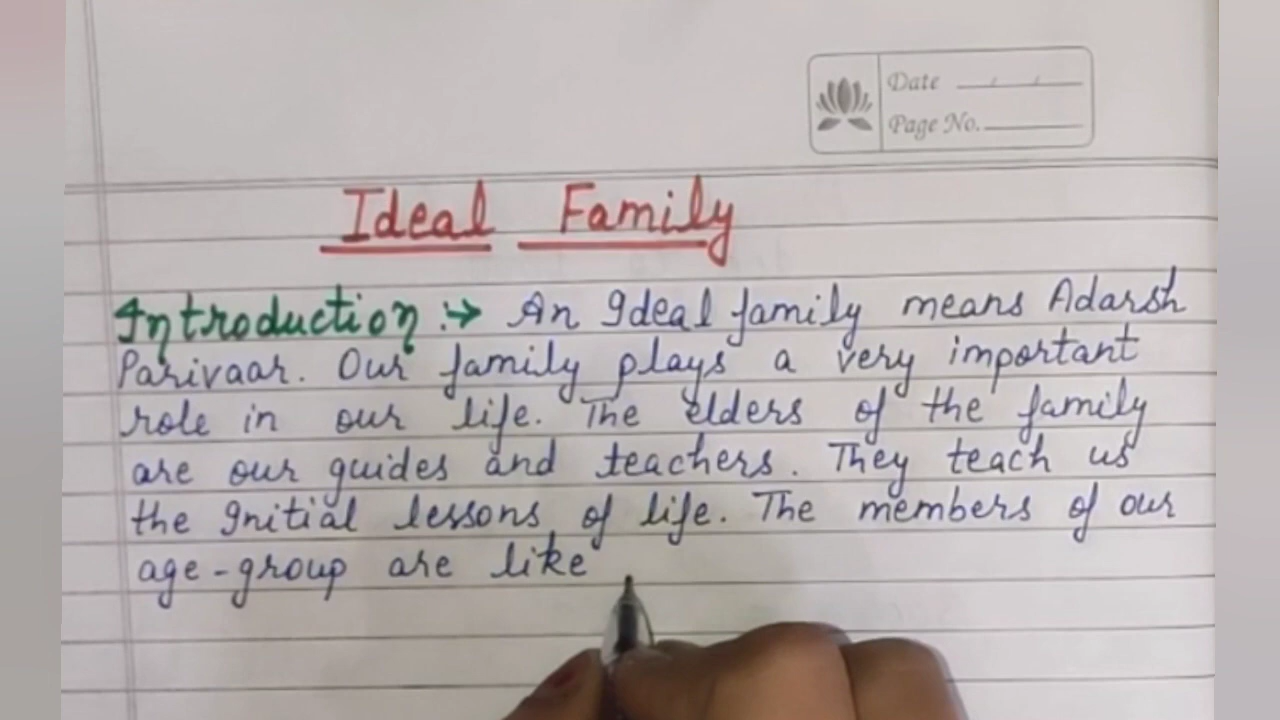 Date
Page No.
Ideal Family
Introduction :→ An Ideal family means Adarsh
Parivaar. Our family plays a very important
role in our life. The elders of the family
are our guides and teachers. They teach us
the Initial lessons of life. The members of our
age-group are like